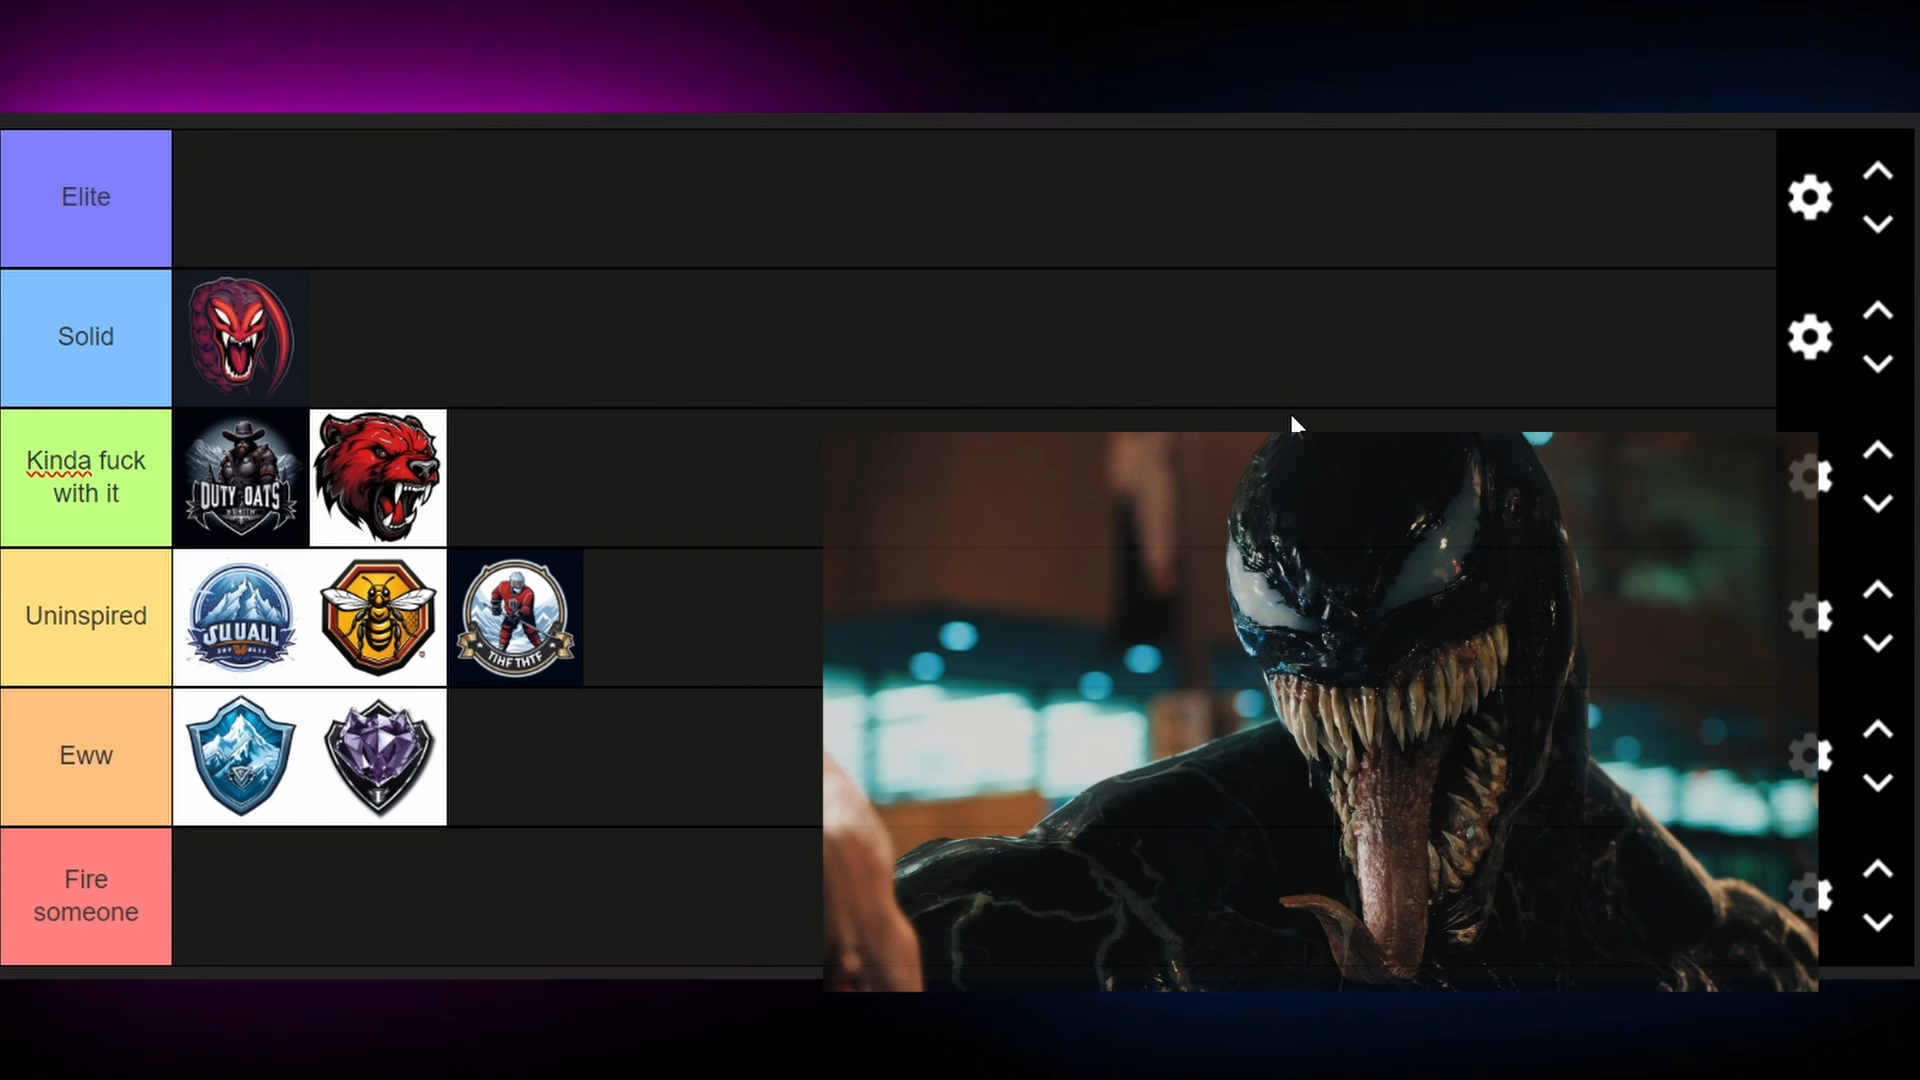 Elite
Solid
Kinda fuck
with it
DUTY OATS
Uninspired
SUUALL
TIHF THTF
Eww
Fire
someone